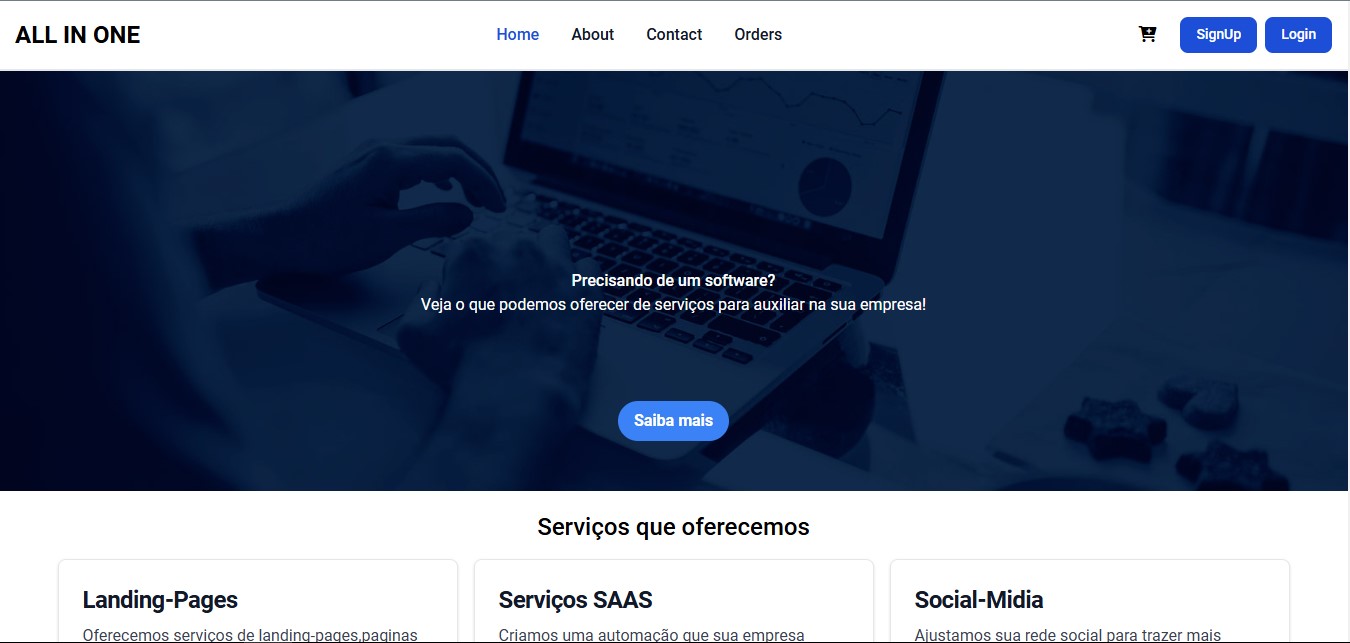 ALL IN ONE
Home About Contact Orders
SignUp Login
Precisando de um software?
Veja o que podemos oferecer de serviços para auxiliar na sua empresa!
Saiba mais
Serviços que oferecemos
Landing-Pages
Oferecemos serviços de landing-pages,paginas
Serviços SAAS
Criamos uma automação que sua empresa
Social-Midia
Ajustamos sua rede social para trazer mais